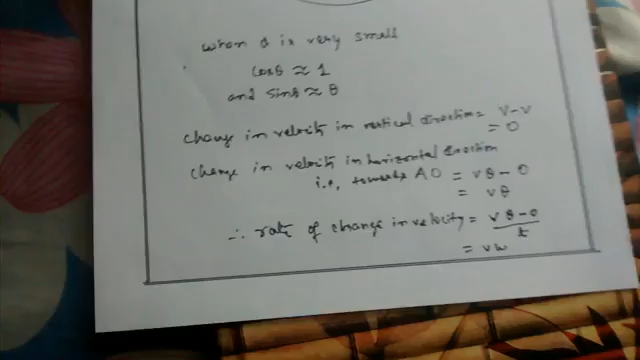 when θ is very small
cosθ ≈ 1
and sinθ ≈ θ
change in velocity in vertical direction = v-v
= 0
change in velocity in horizontal direction
i.e., towards AO = vθ - 0
= vθ
∴ rate of change in velocity = vθ-0/t
= vω